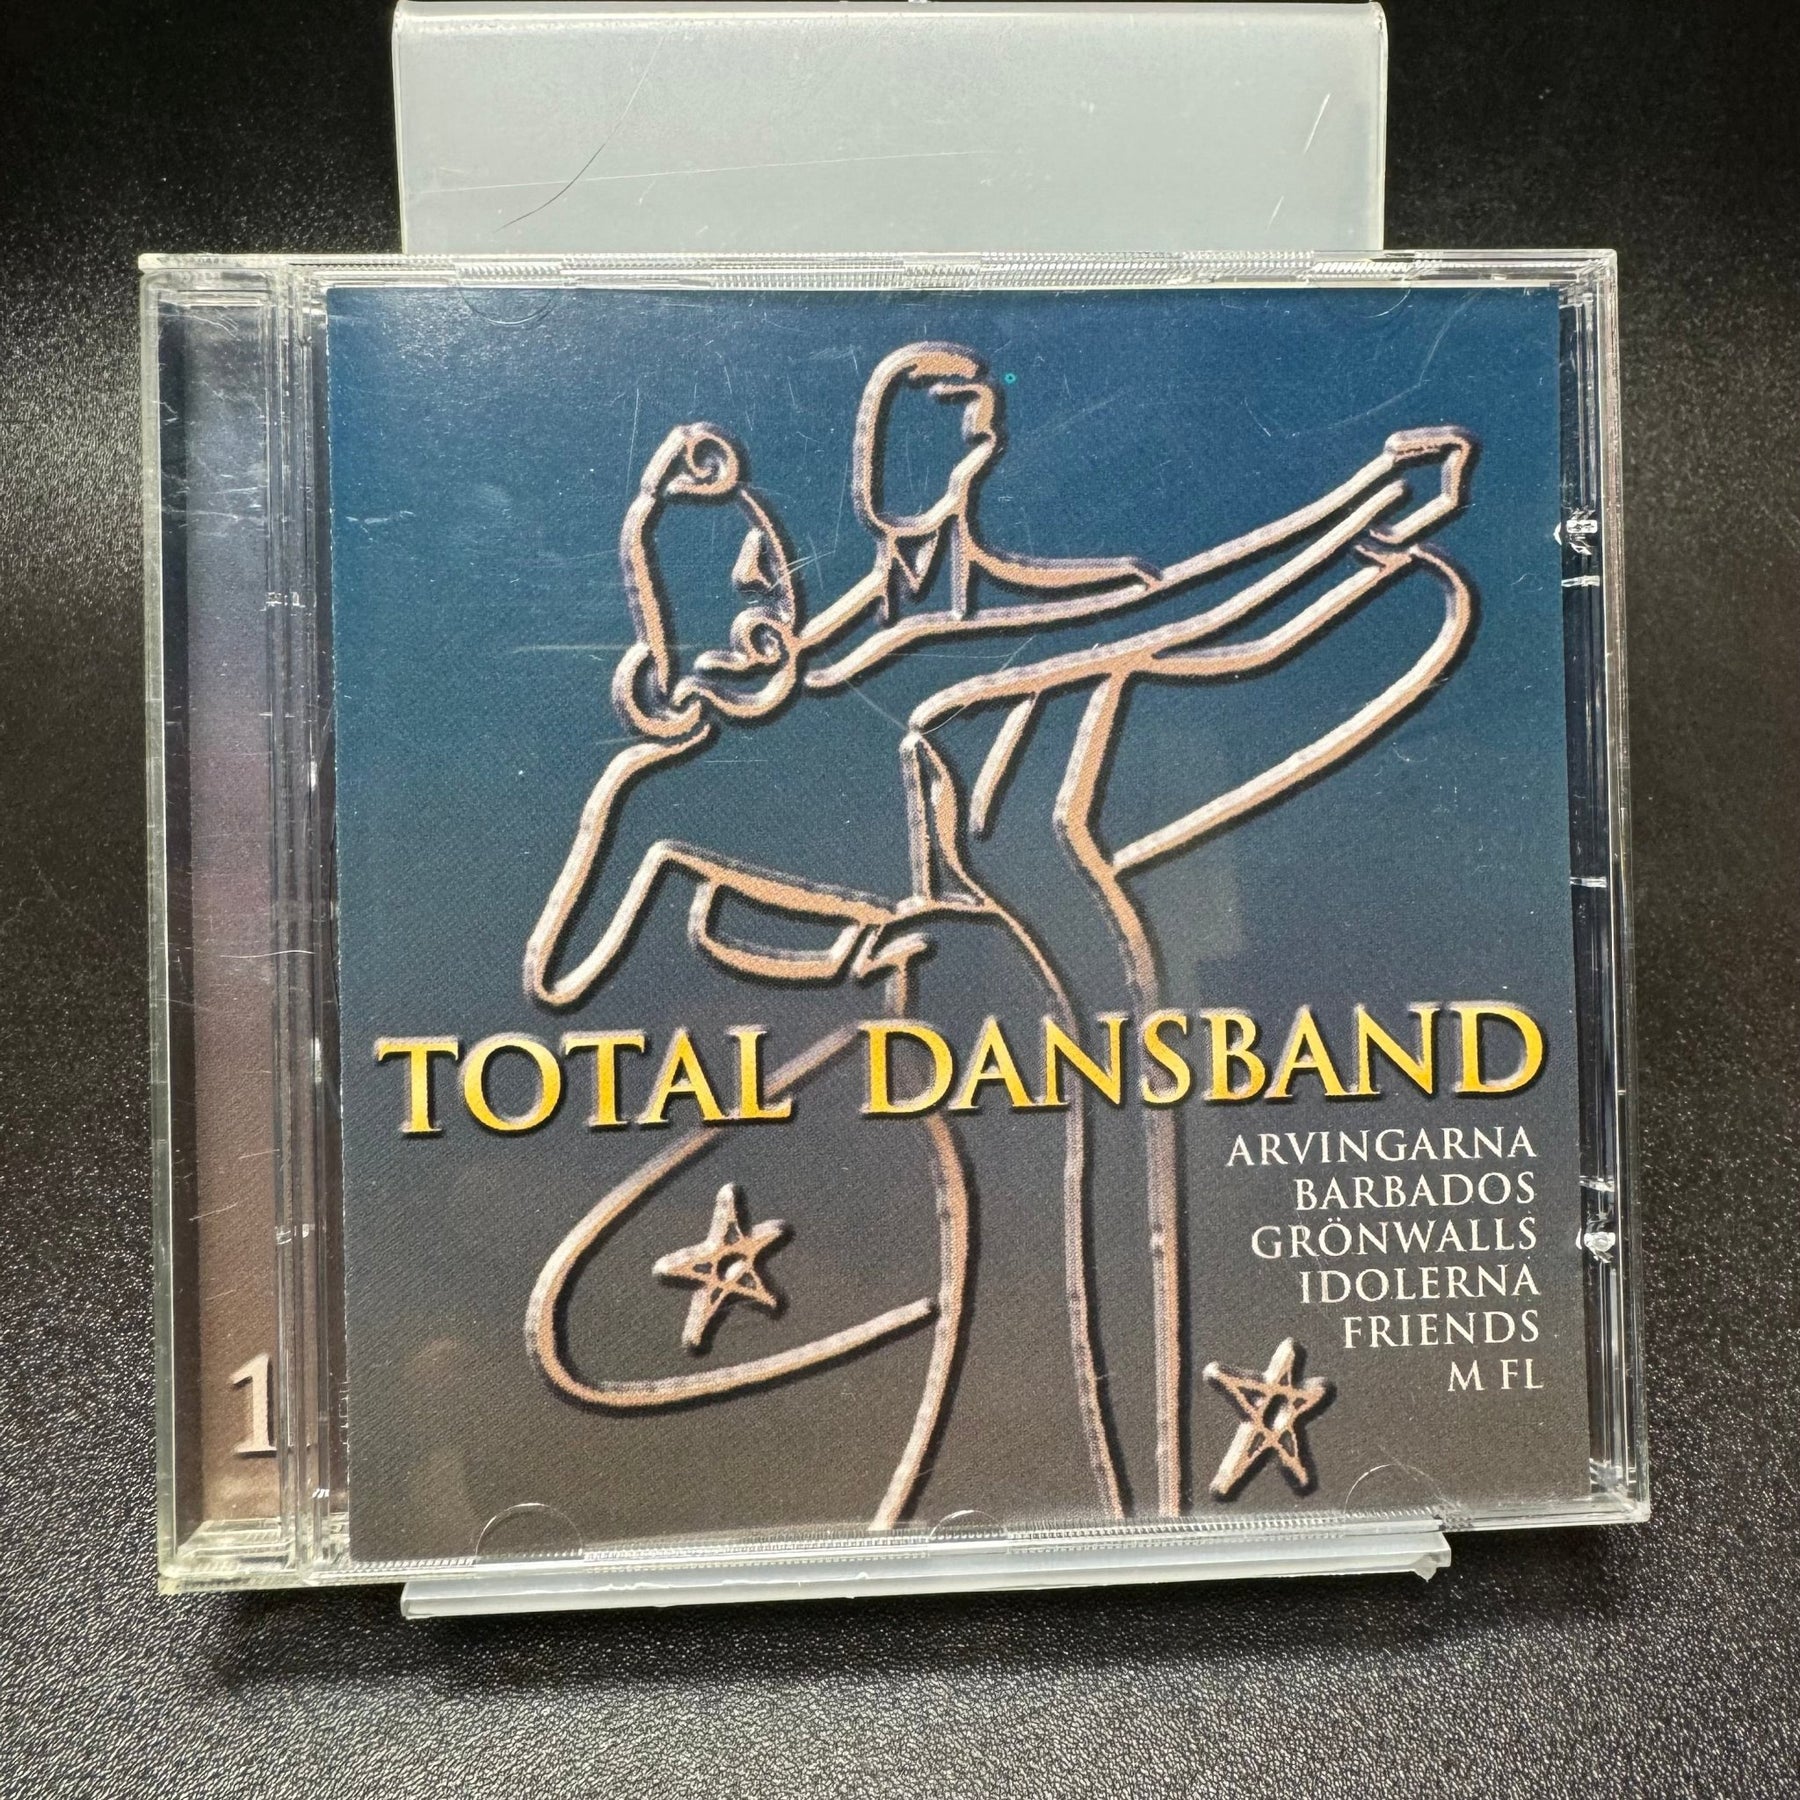 TOTAL DANSBAND
ARVINGARNA
BARBADOS
GRÖNWALLS
IDOLERNA
FRIENDS
M FL
1